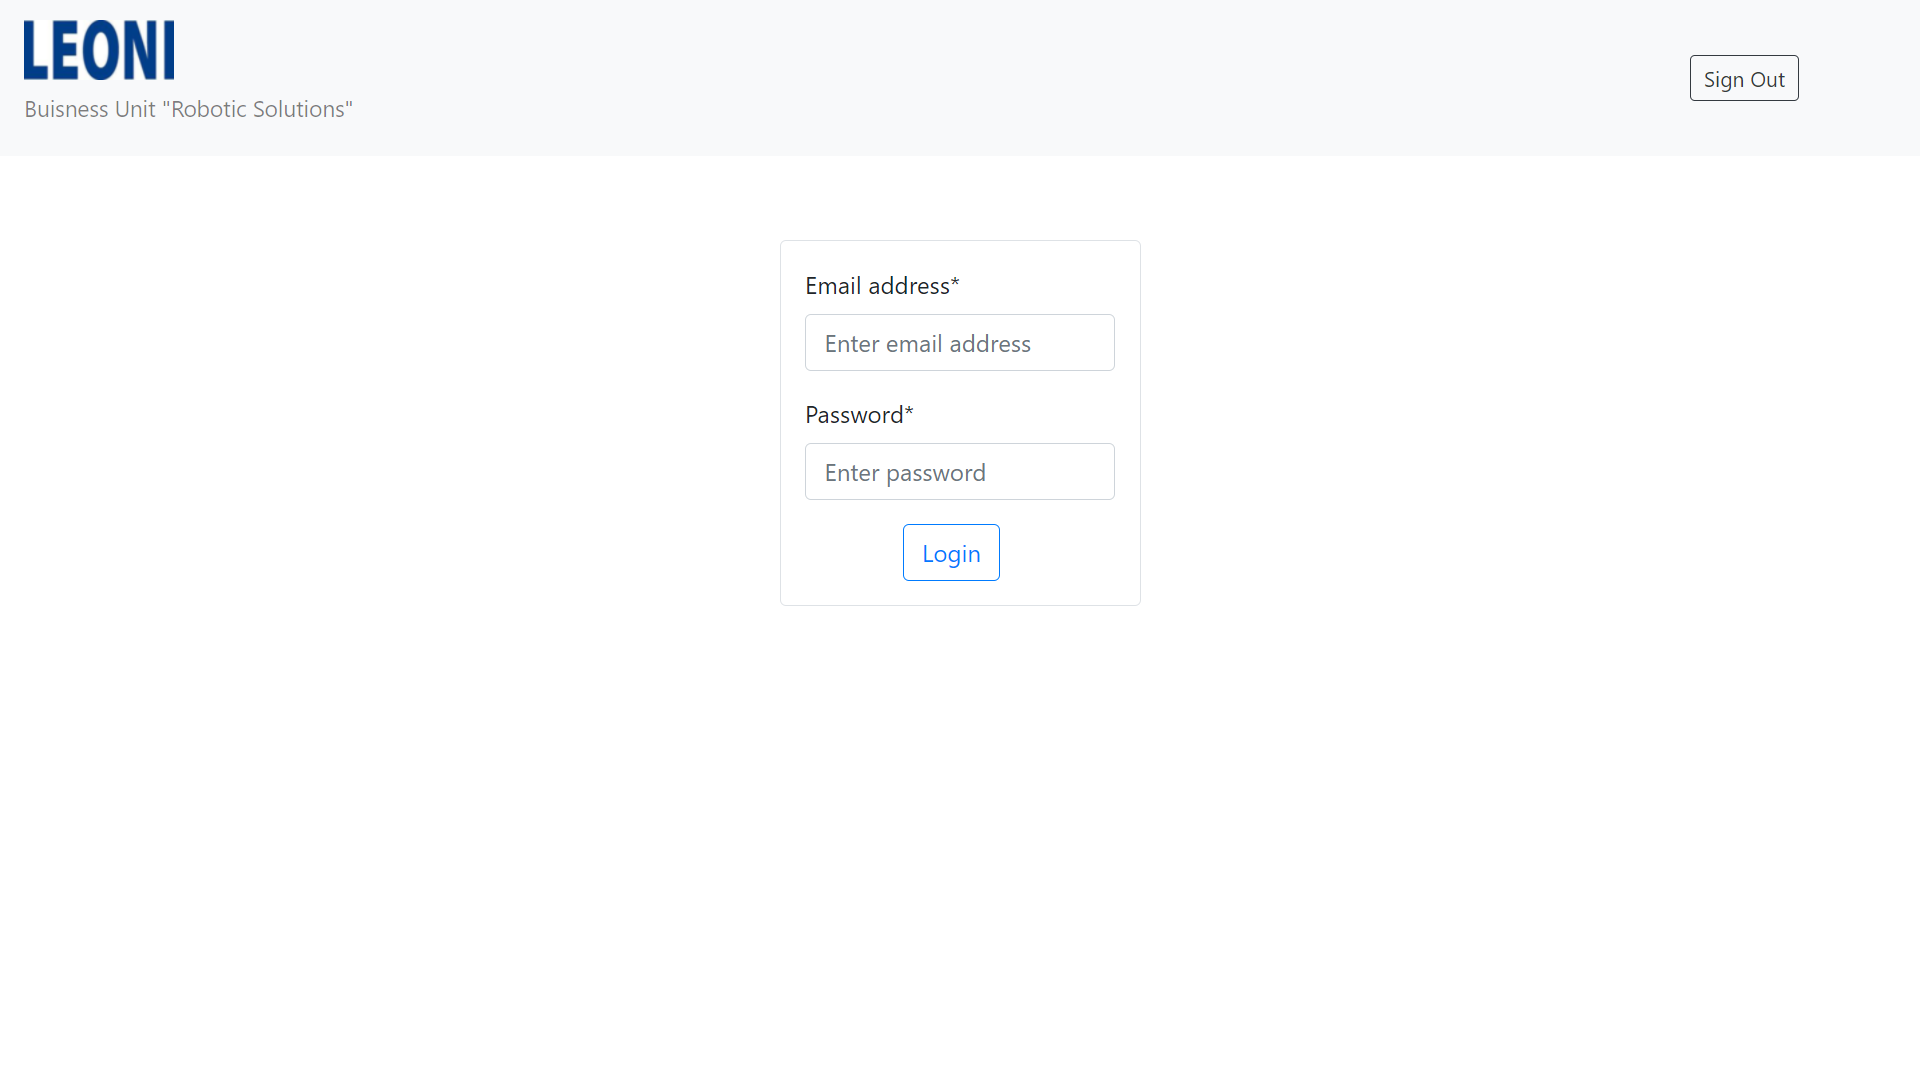 LEONI
Buisness Unit "Robotic Solutions"
Sign Out
Email address*
Enter email address
Password*
Enter password
Login